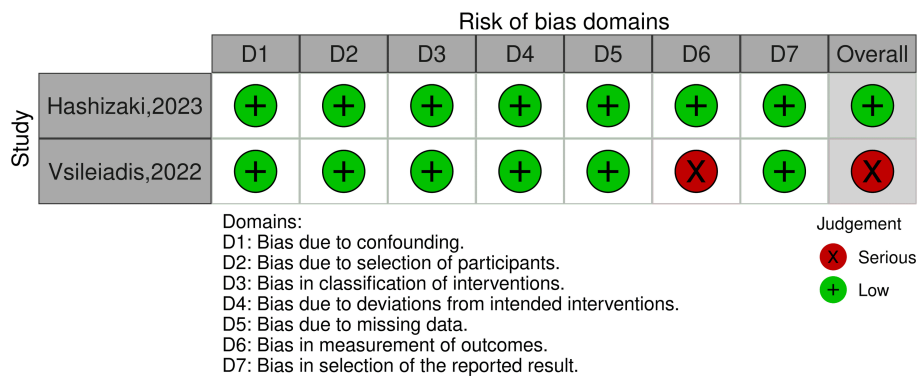 Risk of bias domains
D1 D2 D3 D4 D5 D6 D7 Overall
Study
Hashizaki,2023 + + + + + + + +
Vsileiadis,2022 + + + + + X + X
Domains:
D1: Bias due to confounding.
D2: Bias due to selection of participants.
D3: Bias in classification of interventions.
D4: Bias due to deviations from intended interventions.
D5: Bias due to missing data.
D6: Bias in measurement of outcomes.
D7: Bias in selection of the reported result.
Judgement
X Serious
+ Low